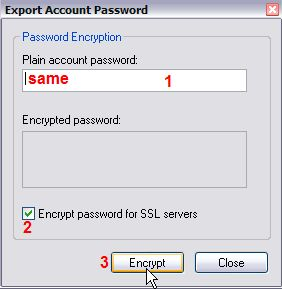 Export Account Password
Password Encryption
Plain account password:
same 1
Encrypted password:
Encrypt password for SSL servers
2
3 Encrypt Close